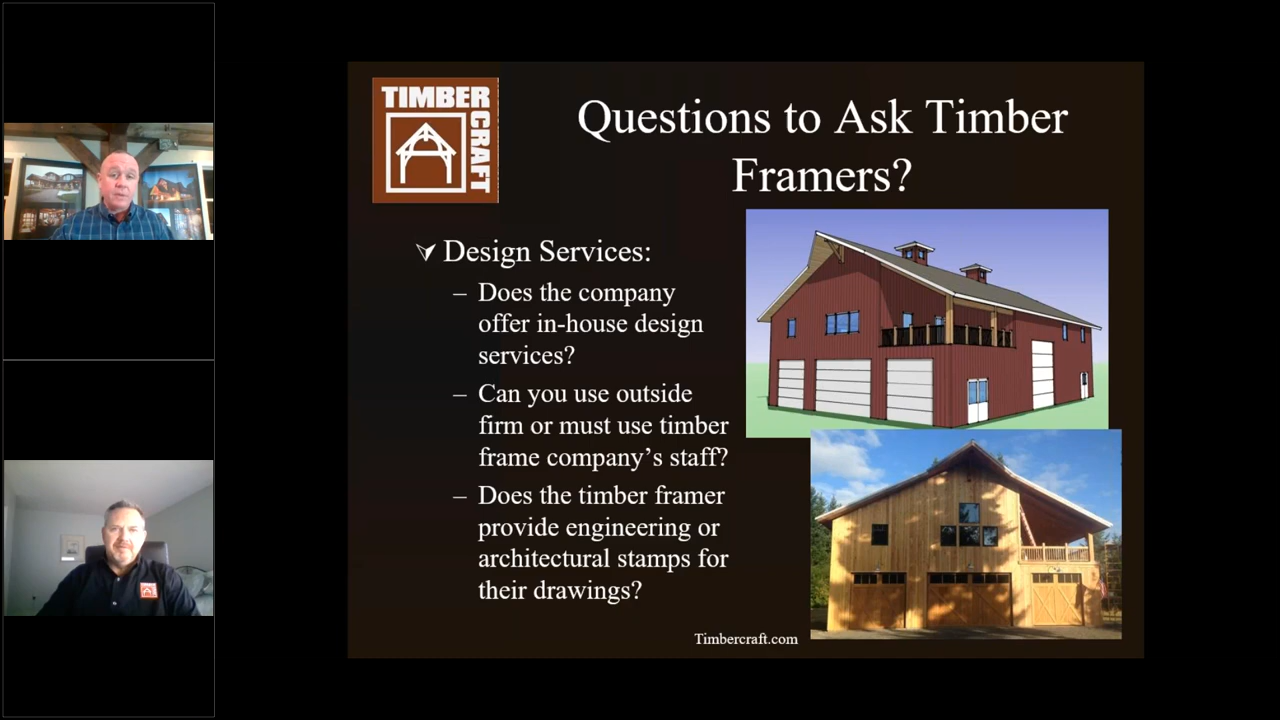 TIMBER
CRAFT
Questions to Ask Timber
Framers?
Design Services:
– Does the company
offer in-house design
services?
– Can you use outside
firm or must use timber
frame company’s staff?
– Does the timber framer
provide engineering or
architectural stamps for
their drawings?
Timbercraft.com